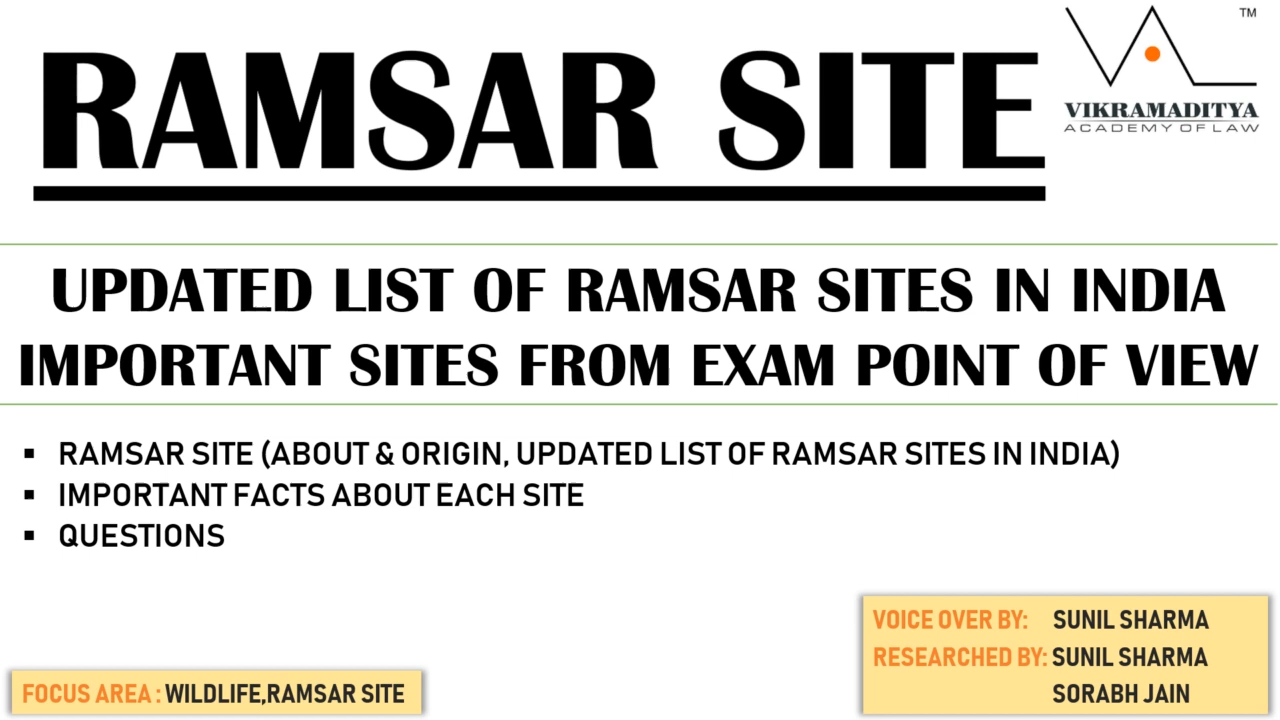 RAMSAR SITE
TM
VIKRAMADITYA
ACADEMY OF LAW
UPDATED LIST OF RAMSAR SITES IN INDIA
IMPORTANT SITES FROM EXAM POINT OF VIEW
▪ RAMSAR SITE (ABOUT & ORIGIN, UPDATED LIST OF RAMSAR SITES IN INDIA)
▪ IMPORTANT FACTS ABOUT EACH SITE
▪ QUESTIONS
VOICE OVER BY: SUNIL SHARMA
RESEARCHED BY: SUNIL SHARMA
SORABH JAIN
FOCUS AREA : WILDLIFE,RAMSAR SITE